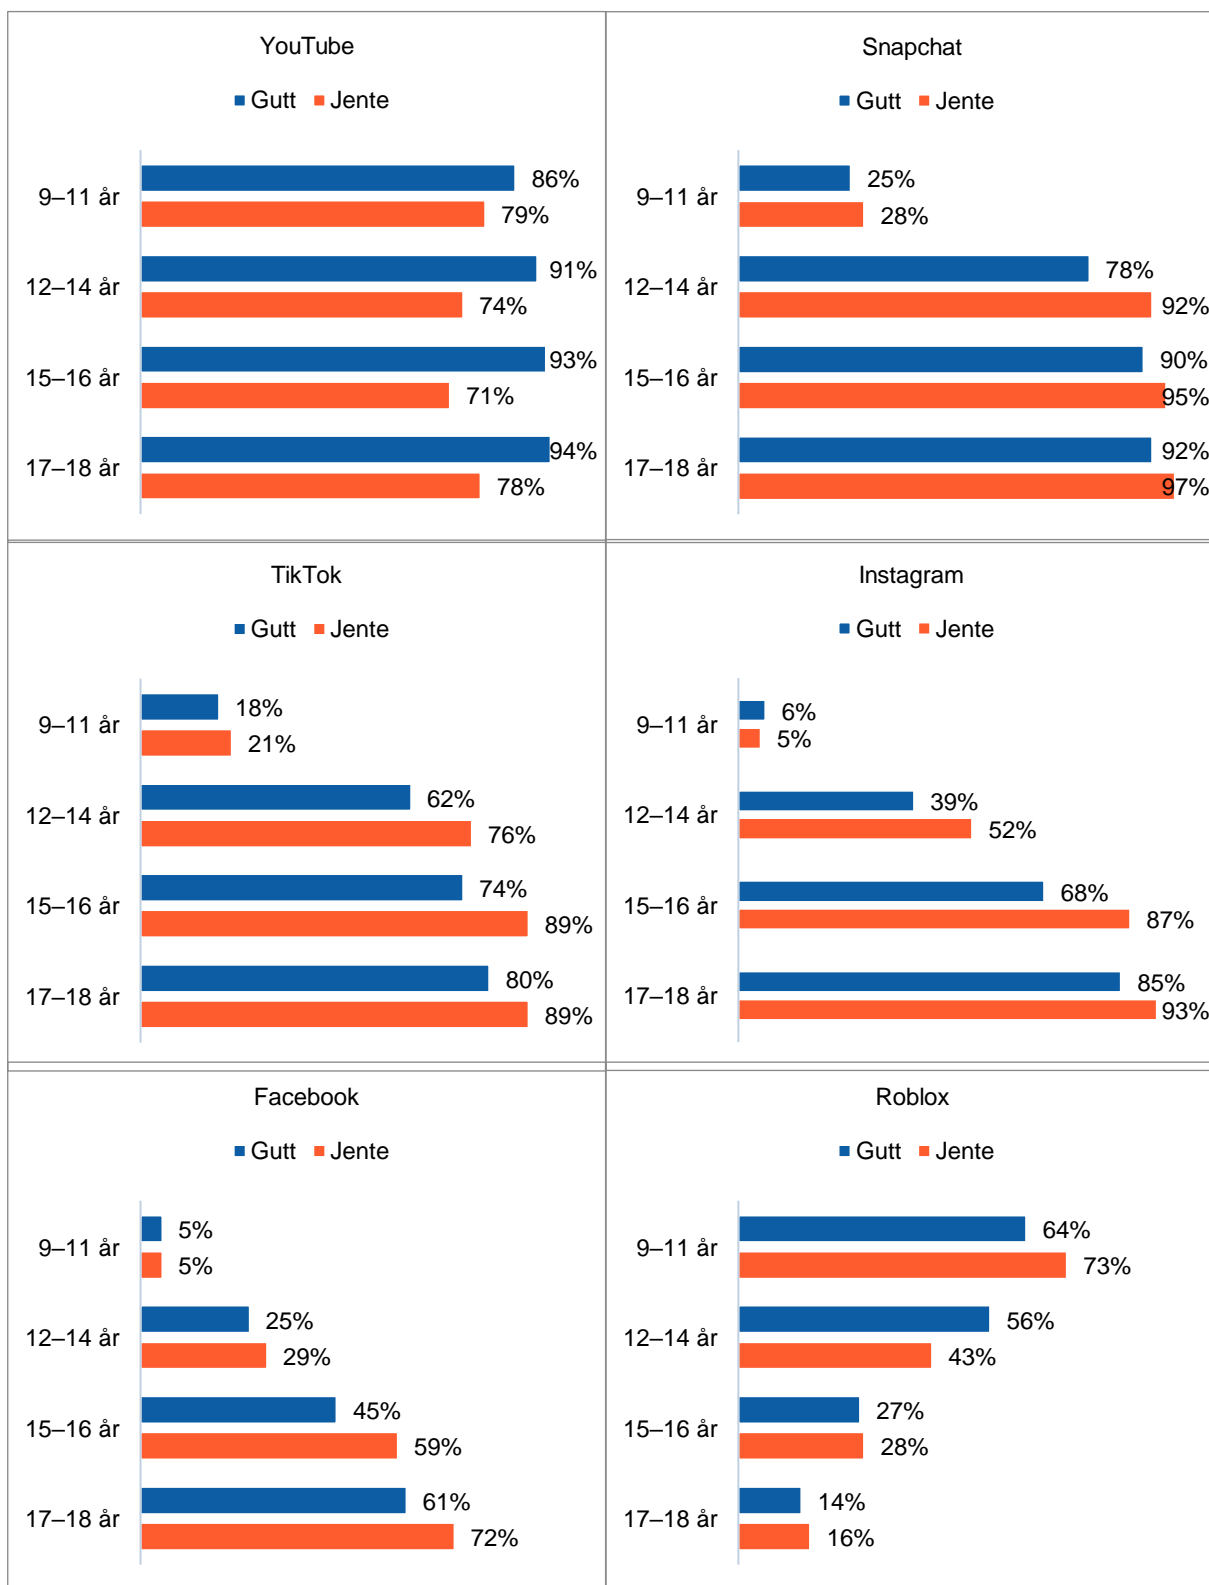 YouTube
Gutt Jente
9–11 år
86%
79%
12–14 år
91%
74%
15–16 år
93%
71%
17–18 år
94%
78%
Snapchat
Gutt Jente
9–11 år
25%
28%
12–14 år
78%
92%
15–16 år
90%
95%
17–18 år
92%
97%
TikTok
Gutt Jente
9–11 år
18%
21%
12–14 år
62%
76%
15–16 år
74%
89%
17–18 år
80%
89%
Instagram
Gutt Jente
9–11 år
6%
5%
12–14 år
39%
52%
15–16 år
68%
87%
17–18 år
85%
93%
Facebook
Gutt Jente
9–11 år
5%
5%
12–14 år
25%
29%
15–16 år
45%
59%
17–18 år
61%
72%
Roblox
Gutt Jente
9–11 år
64%
73%
12–14 år
56%
43%
15–16 år
27%
28%
17–18 år
14%
16%